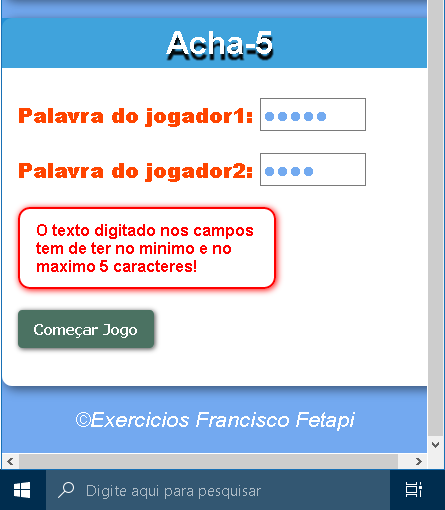 Acha-5
Palavra do jogador1:
Palavra do jogador2:
O texto digitado nos campos
tem de ter no minimo e no
maximo 5 caracteres!
Começar Jogo
©Exercicios Francisco Fetapi
Digite aqui para pesquisar